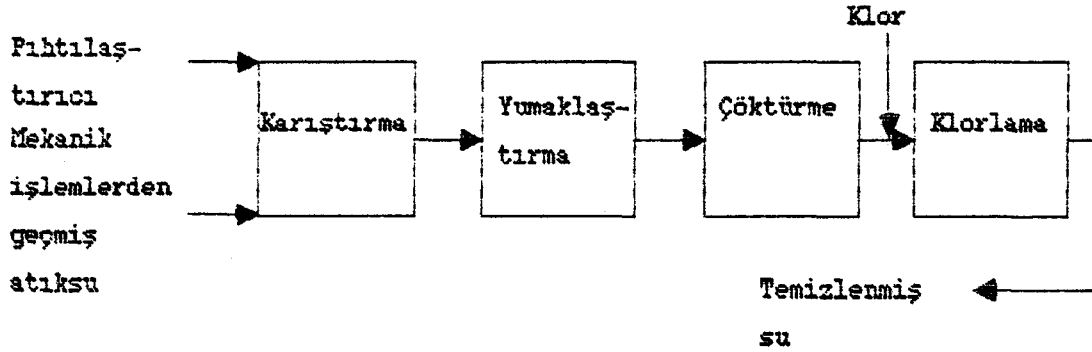 Klor
Pıhtılaş-
tırıcı
Mekanik
işlemlerden
geçmiş
atıksu
Karıştırma
Yumaklaş-
tırma
Çöktürme
Klorlama
Temizlenmiş
su